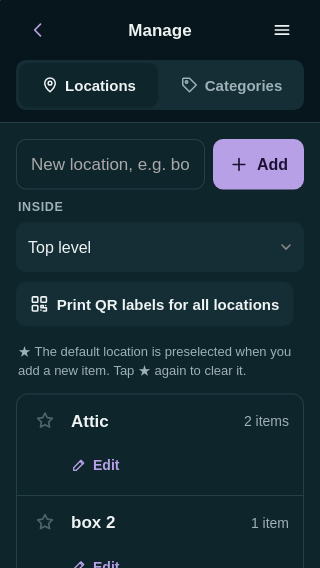 Manage
Locations
Categories
New location, e.g. bo
Add
INSIDE
Top level
Print QR labels for all locations
★ The default location is preselected when you
add a new item. Tap ★ again to clear it.
Attic
2 items
Edit
box 2
1 item
Edit